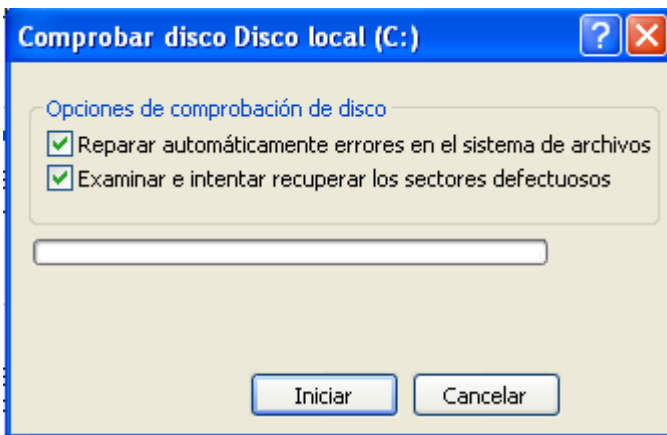 Comprobar disco Disco local (C:)
?
Opciones de comprobación de disco
Reparar automáticamente errores en el sistema de archivos
Examinar e intentar recuperar los sectores defectuosos
Iniciar
Cancelar